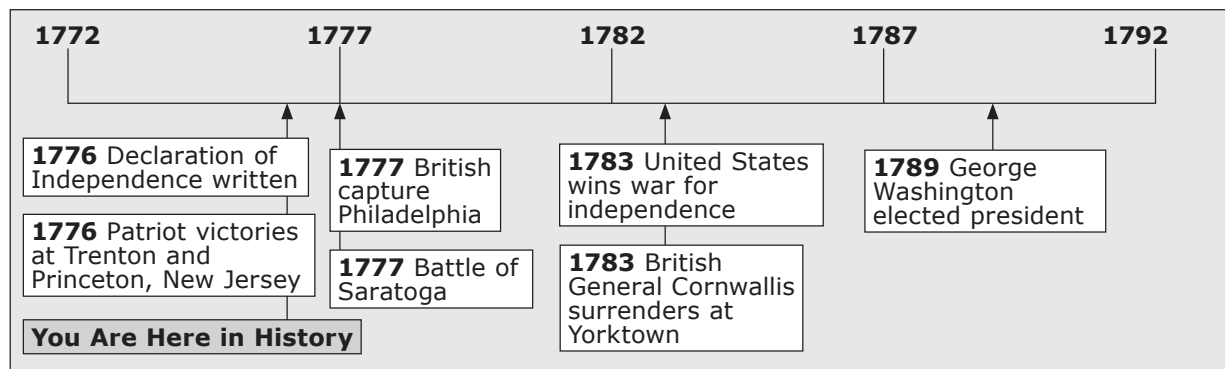 1772 1777 1782 1787 1792
1776 Declaration of
Independence written
1776 Patriot victories
at Trenton and
Princeton, New Jersey
You Are Here in History
1777 British
capture
Philadelphia
1777 Battle of
Saratoga
1783 United States
wins war for
independence
1783 British
General Cornwallis
surrenders at
Yorktown
1789 George
Washington
elected president